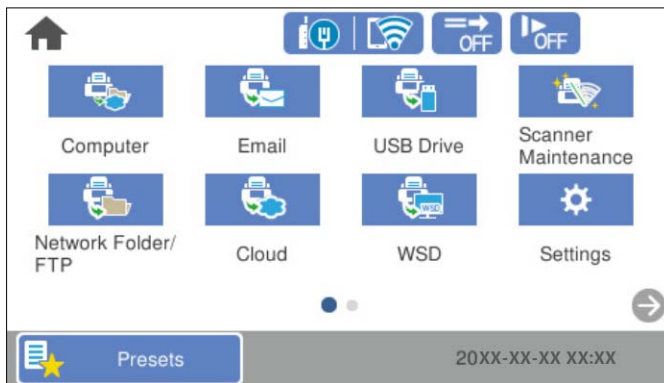 OFF
OFF
Computer
Email
USB Drive
Scanner
Maintenance
WSD
Network Folder/
FTP
Cloud
WSD
Settings
Presets
20XX-XX-XX XX:XX